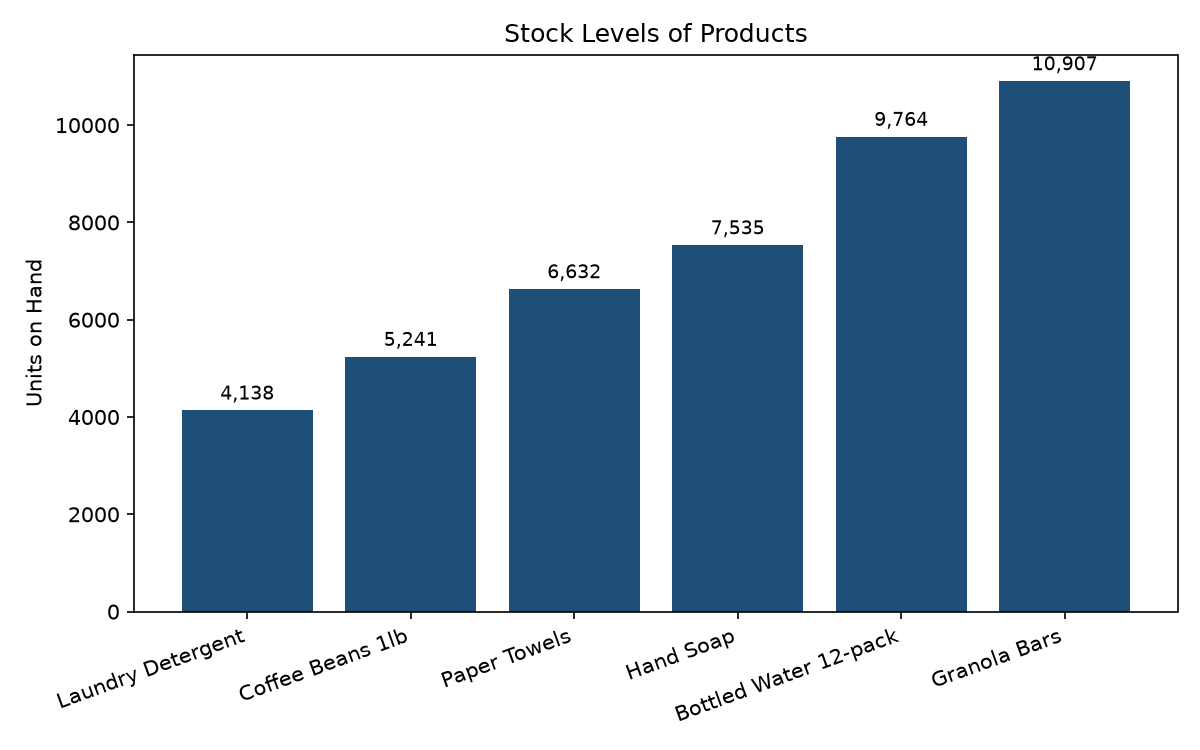 Stock Levels of Products
Units on Hand
10000
8000
6000
4000
2000
0
4,138
5,241
6,632
7,535
9,764
10,907
Laundry Detergent
Coffee Beans 1lb
Paper Towels
Hand Soap
Bottled Water 12-pack
Granola Bars